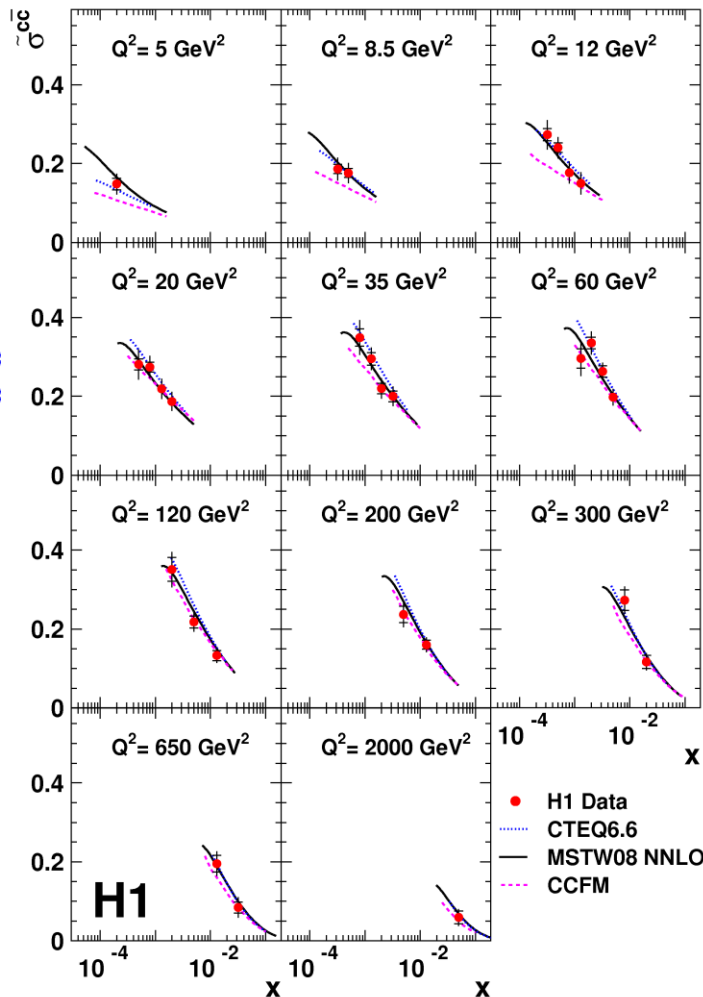 σ̃^cc̅
Q²= 5 GeV²
Q²= 8.5 GeV²
Q²= 12 GeV²
0.4
0.2
0
Q²= 20 GeV²
Q²= 35 GeV²
Q²= 60 GeV²
0.4
0.2
0
Q²= 120 GeV²
Q²= 200 GeV²
Q²= 300 GeV²
0.4
0.2
0
10⁻⁴ 10⁻²
x
Q²= 650 GeV²
Q²= 2000 GeV²
0.4
0.2
0
H1
H1 Data
CTEQ6.6
MSTW08 NNLO
CCFM
10⁻⁴ 10⁻² 10⁻⁴ 10⁻²
x x